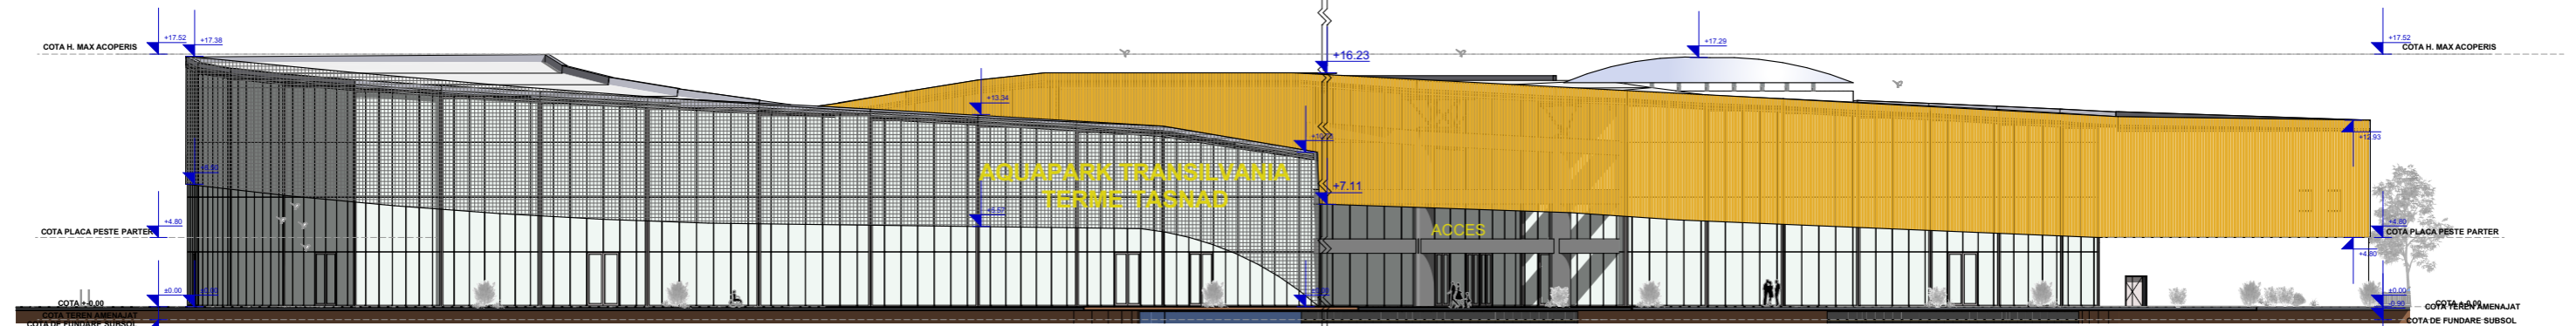 +17.52
+17.38
COTA H. MAX ACOPERIS
+16.23
+17.29
+17.52
COTA H. MAX ACOPERIS
+13.34
+12.93
AQUAPARK TRANSILVANIA
TERME TASNAD
+7.11
ACCES
+4.80
COTA PLACA PESTE PARTER
+4.80
COTA PLACA PESTE PARTER
+4.80
±0.00
±0.00
COTA +-0.00
COTA TEREN AMENAJAT
COTA DE FUNDARE SUBSOL
±0.00
-0.90
COTA TEREN AMENAJAT
COTA DE FUNDARE SUBSOL